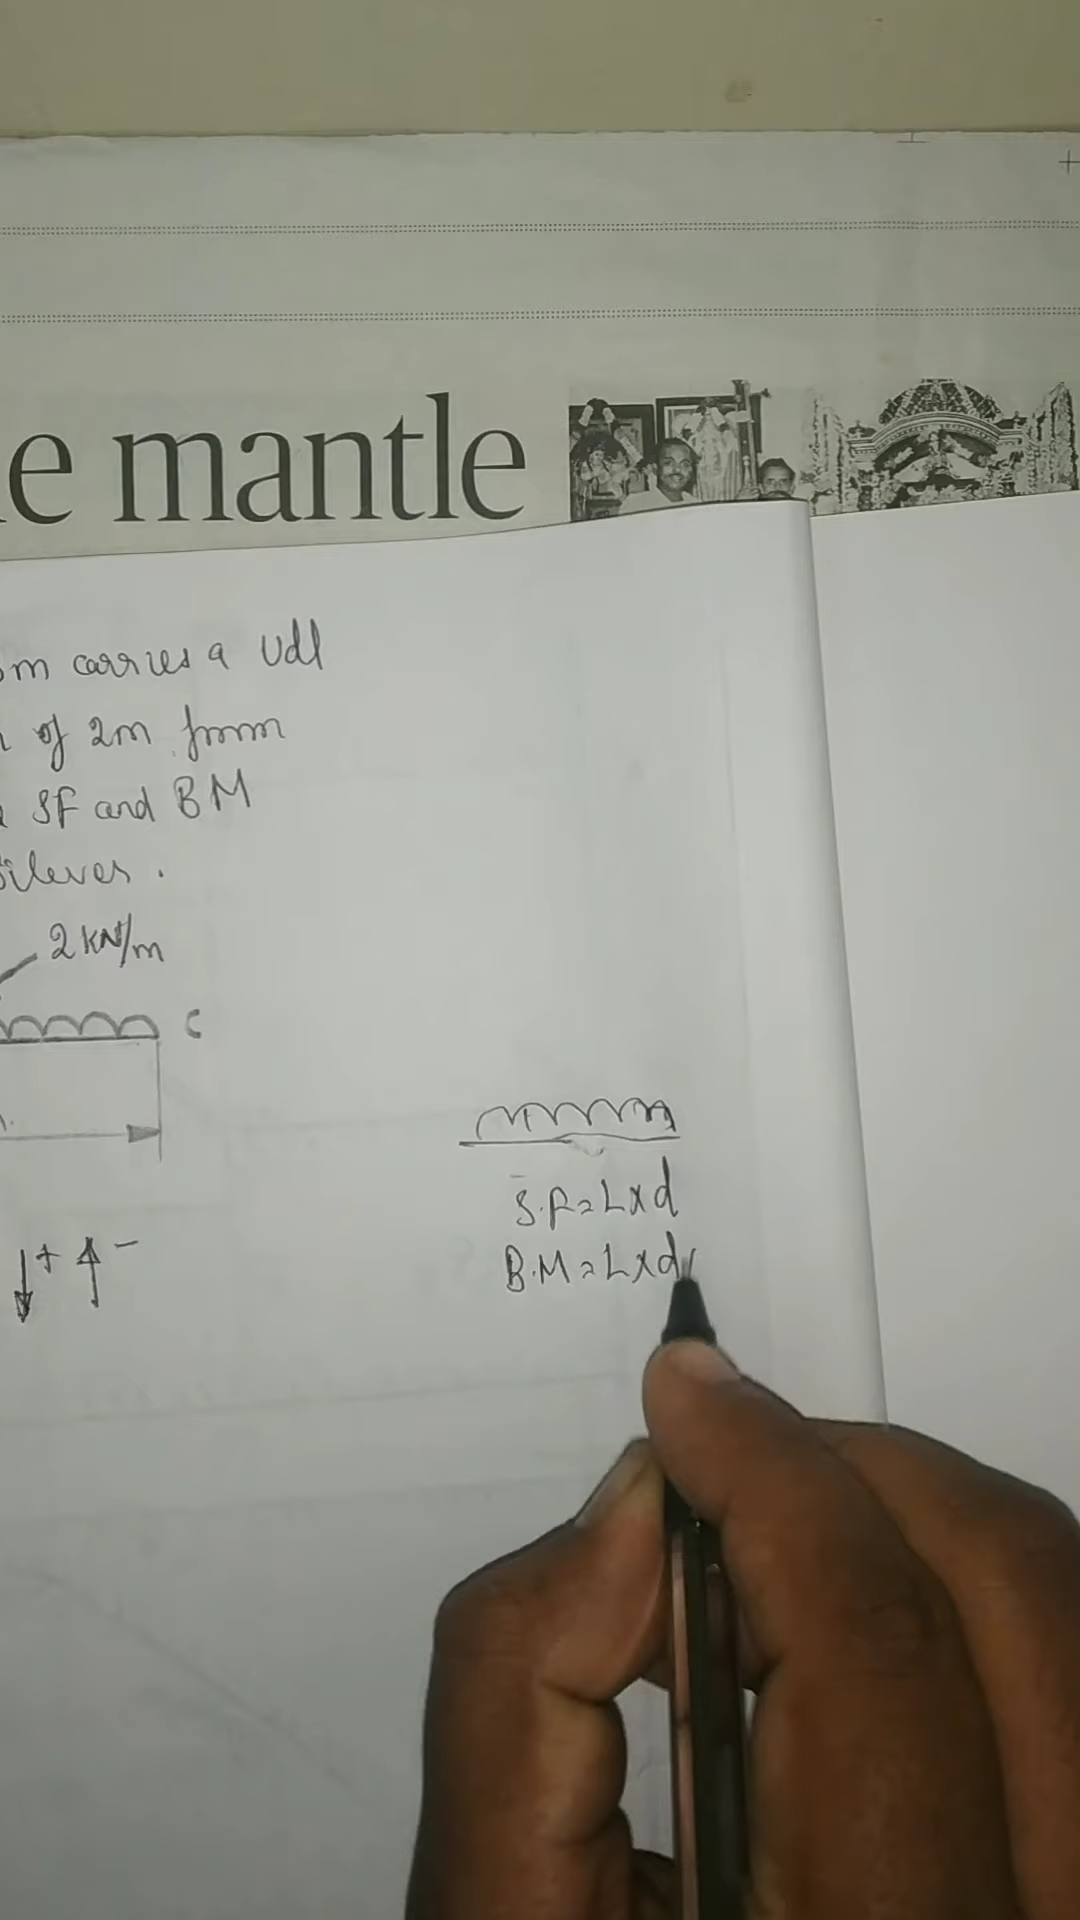 e mantle
m carries a Udl
of 2m from
SF and BM
ilever.
2 kN/m
C
S.F = L x d
+ -
B.M = L x d